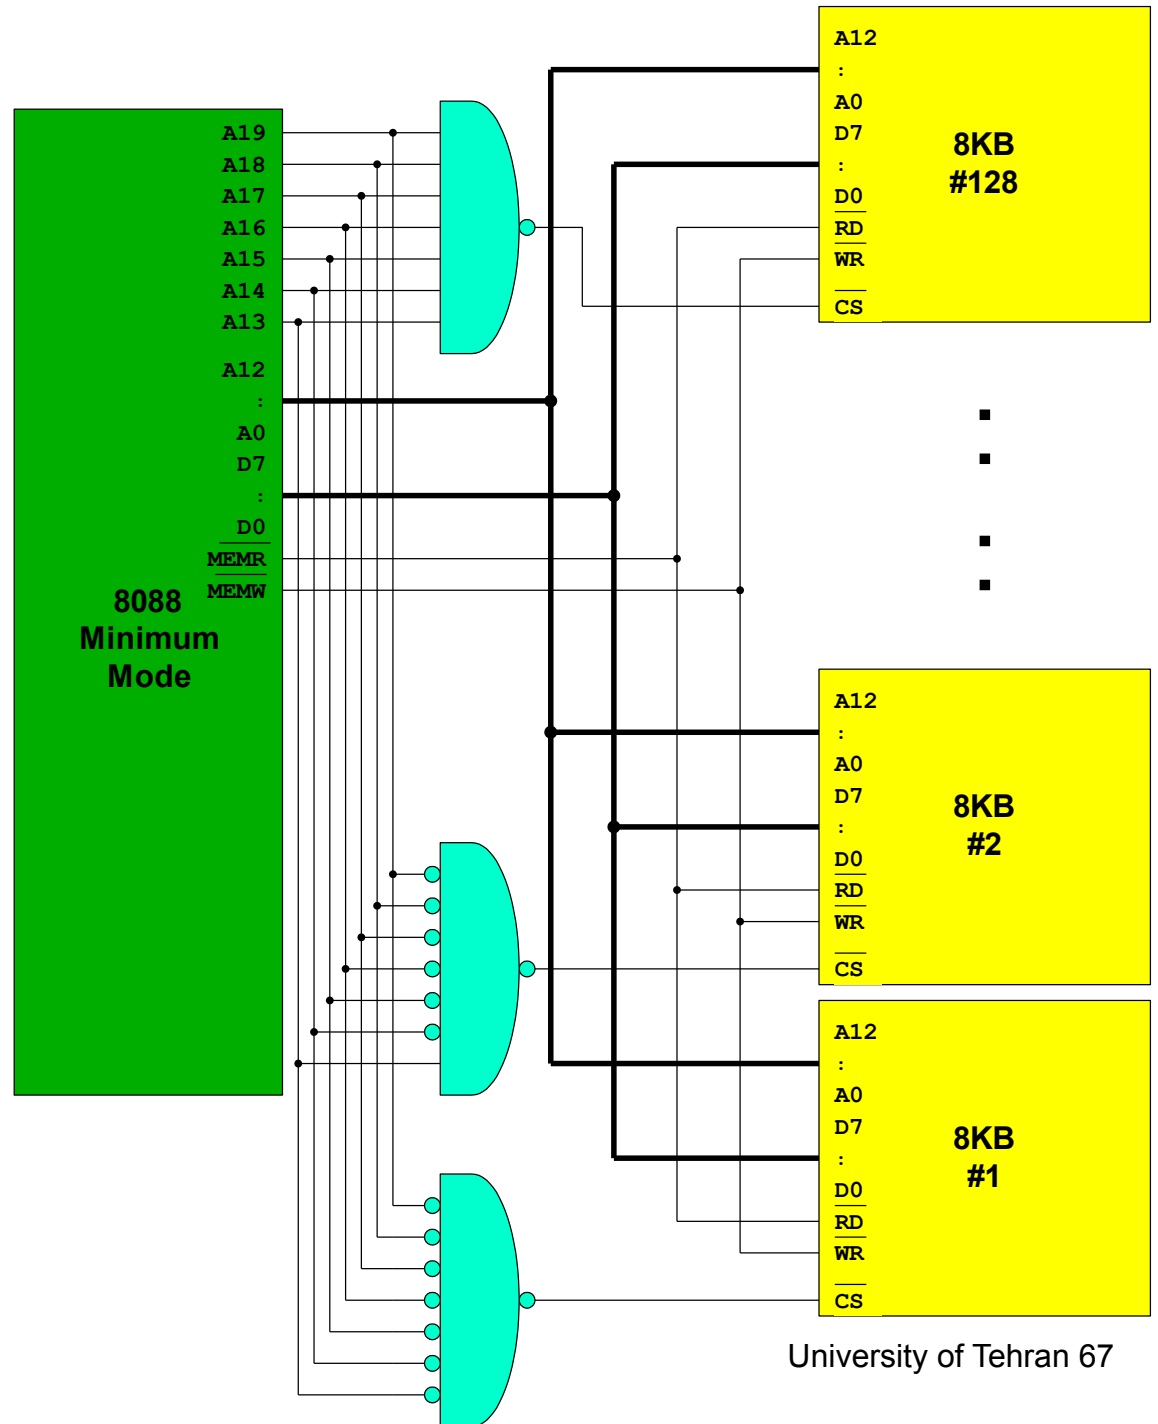 A19
A18
A17
A16
A15
A14
A13
A12
:
A0
D7
:
D0
MEMR
MEMW
8088
Minimum
Mode
A12
:
A0
D7
:
D0
RD
WR
CS
8KB
#128
A12
:
A0
D7
:
D0
RD
WR
CS
8KB
#2
A12
:
A0
D7
:
D0
RD
WR
CS
8KB
#1
University of Tehran 67